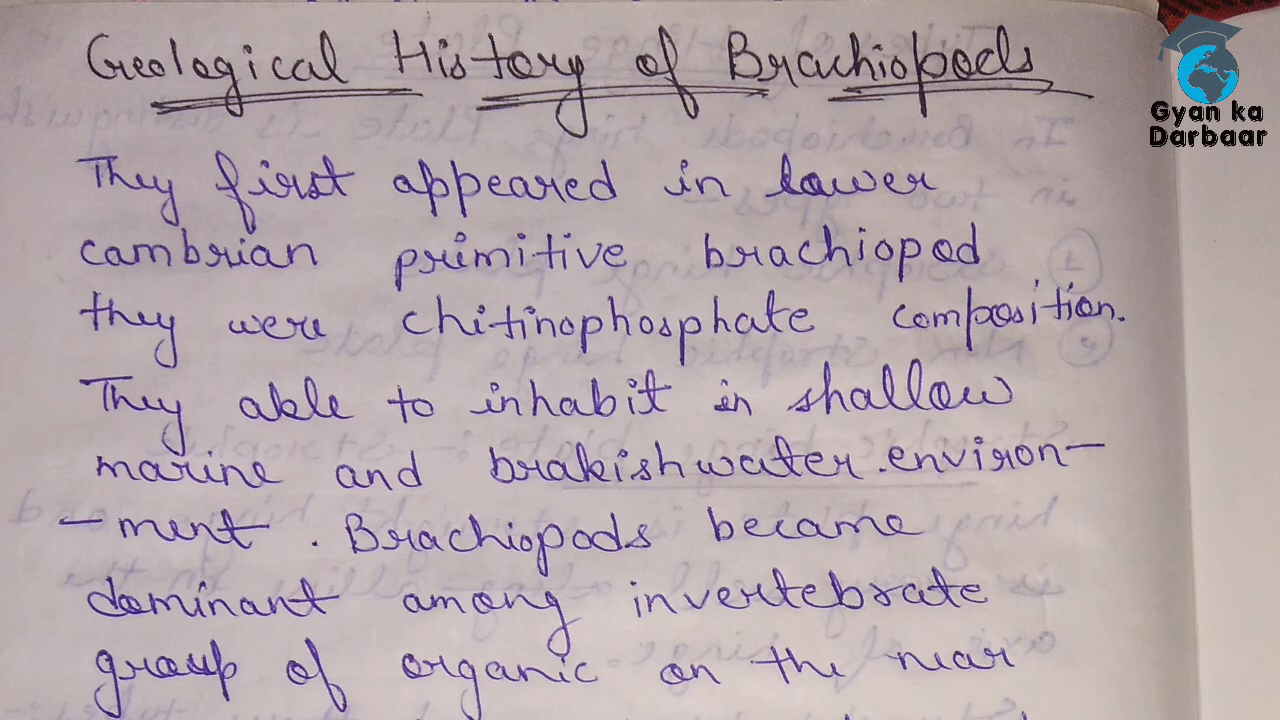 Geological History of Brachiopods
Gyan ka
Darbaar
They first appeared in lower
cambrian primitive brachiopod
they were chitinophosphate composition.
They able to inhabit in shallow
marine and brakishwater environ-
-ment. Brachiopods became
dominant among invertebrate
group of organic on the near